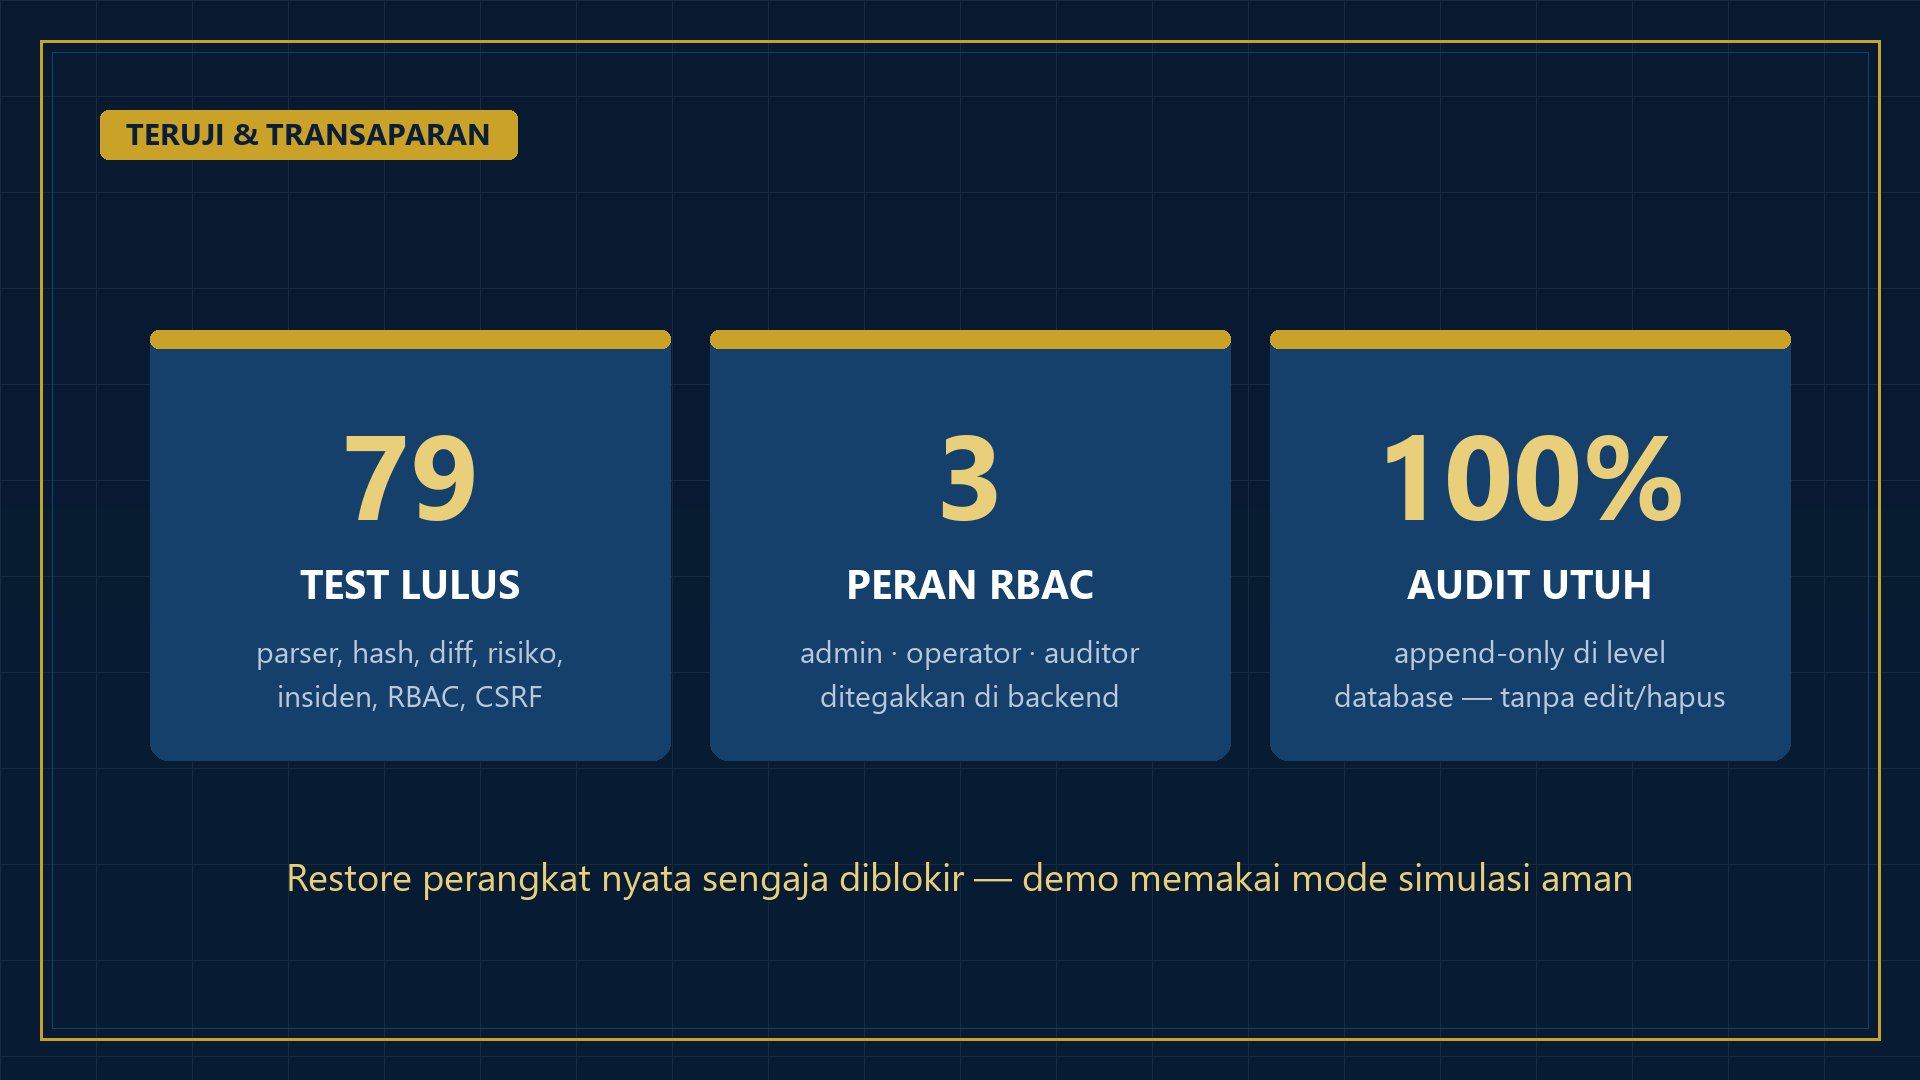 TERUJI & TRANSAPARAN
79
TEST LULUS
parser, hash, diff, risiko,
insiden, RBAC, CSRF
3
PERAN RBAC
admin · operator · auditor
ditegakkan di backend
100%
AUDIT UTUH
append-only di level
database — tanpa edit/hapus
Restore perangkat nyata sengaja diblokir — demo memakai mode simulasi aman